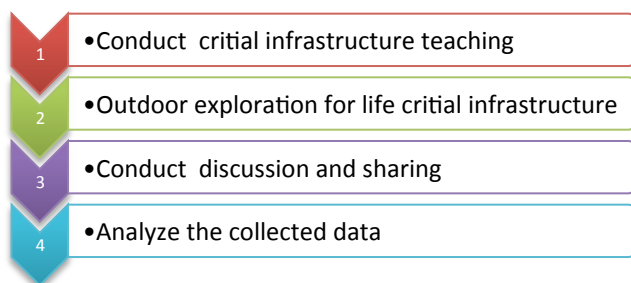 1
•Conduct critial infrastructure teaching
2
•Outdoor exploration for life critial infrastructure
3
•Conduct discussion and sharing
4
•Analyze the collected data